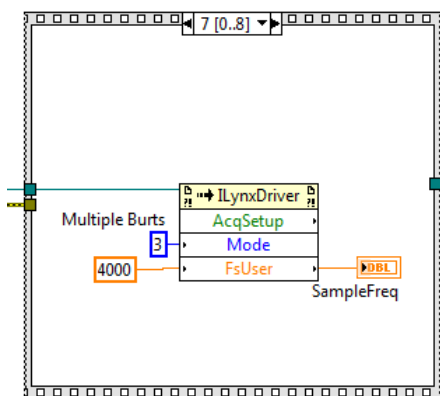 7 [0..8]
ILynxDriver
AcqSetup
Multiple Burts
3
Mode
4000
FsUser
DBL
SampleFreq